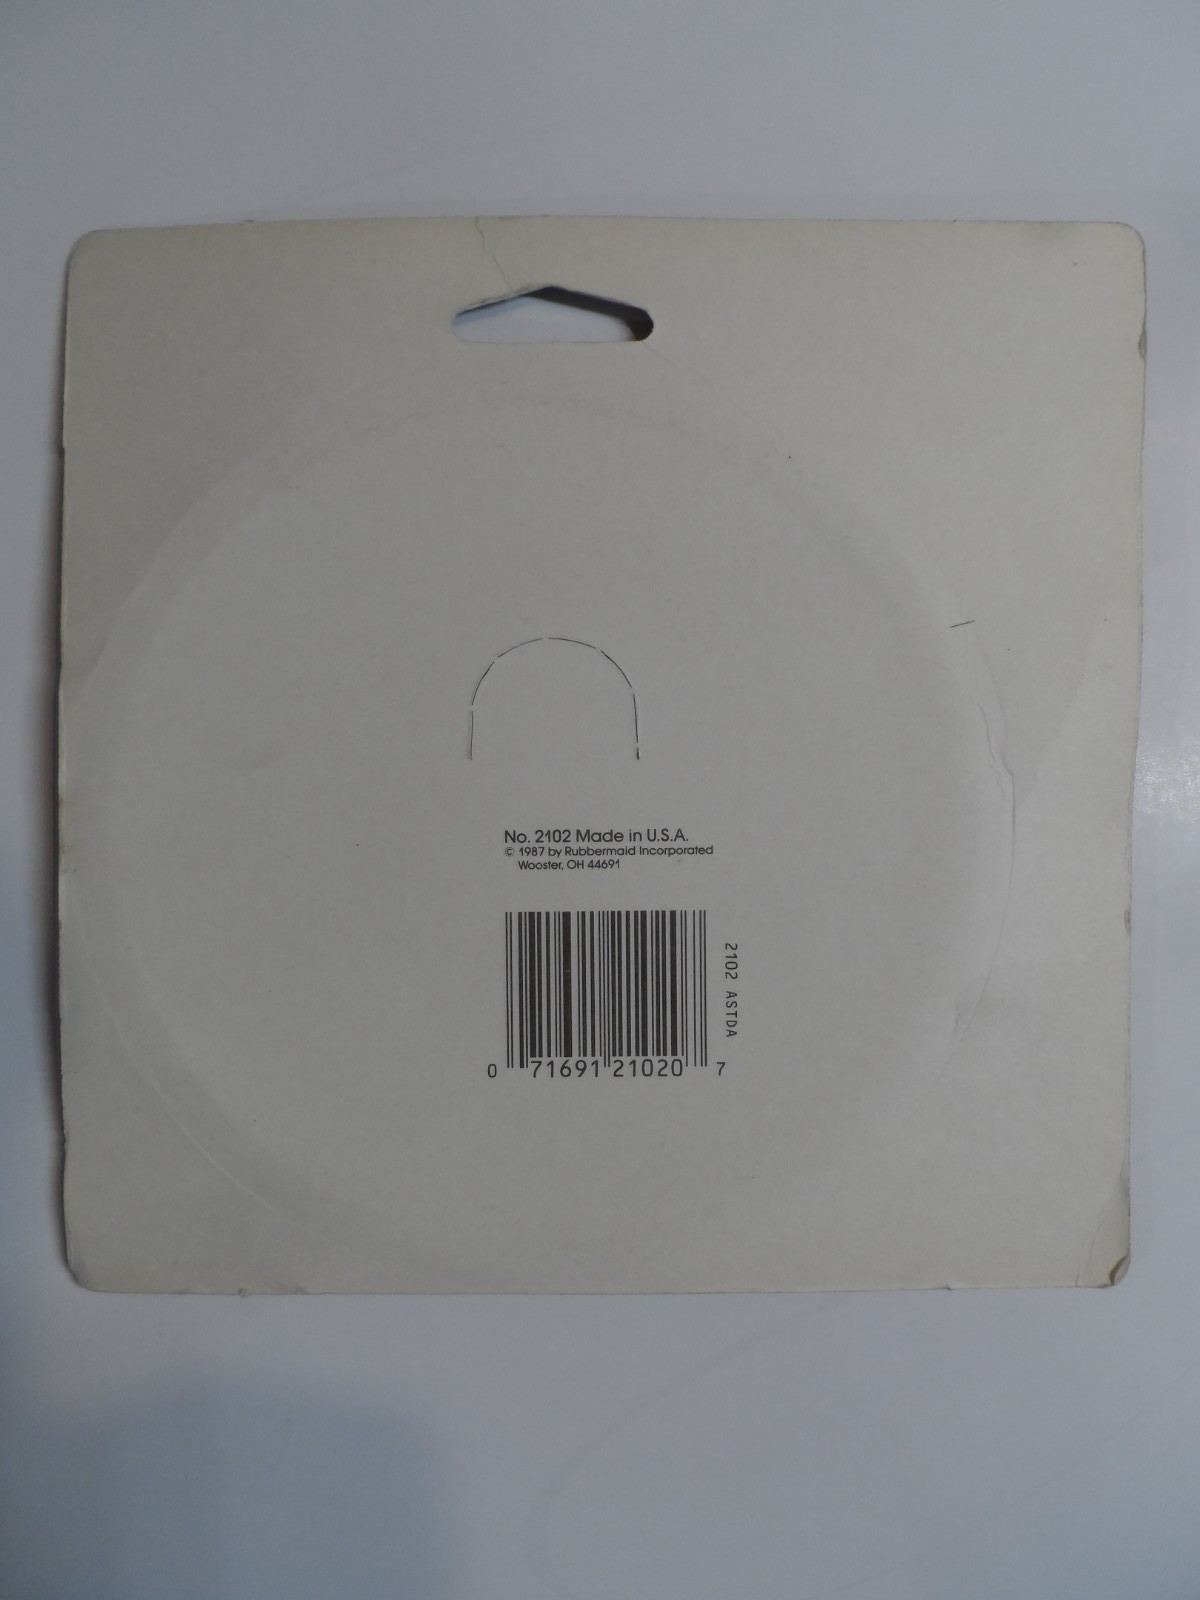 No. 2102 Made in U.S.A.
© 1987 by Rubbermaid Incorporated
Wooster, OH 44691
2102 ASTDA
0 71691 21020 7